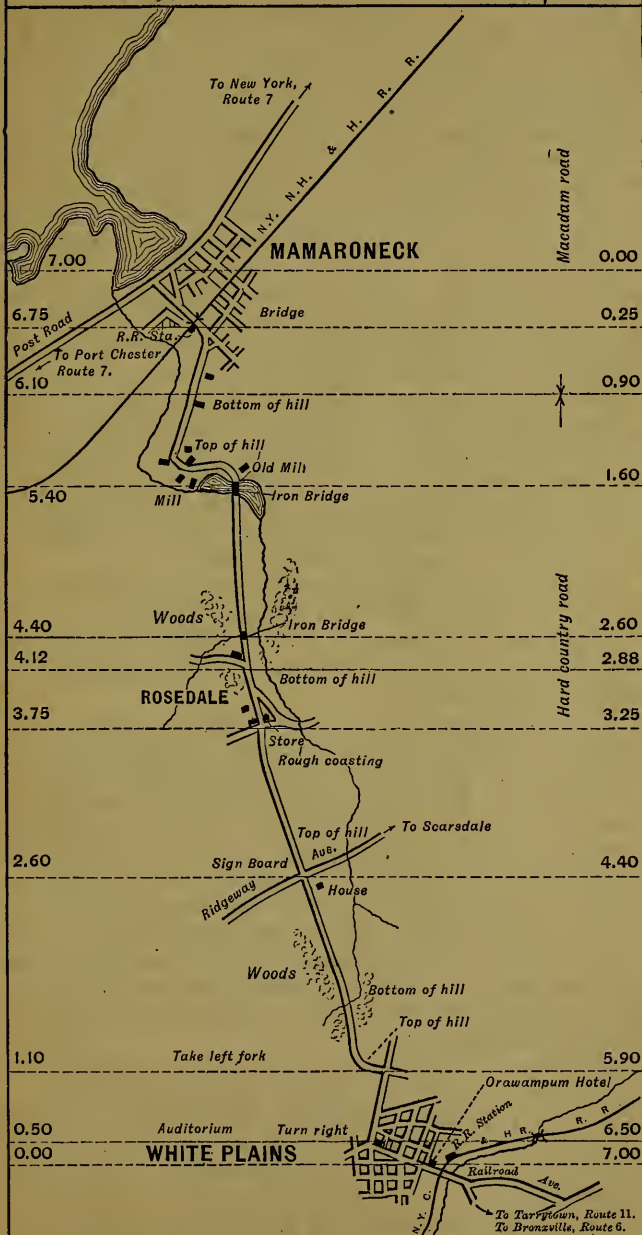 To New York,
Route 7
N.Y. N.H. & H. R. R.
Macadam road
MAMARONECK
7.00
0.00
Post Road
6.75
R.R. Sta.
Bridge
0.25
To Port Chester
Route 7.
6.10
0.90
Bottom of hill
Top of hill
Old Mill
5.40
Mill
Iron Bridge
1.60
Hard country road
Woods
4.40
Iron Bridge
2.60
4.12
2.88
Bottom of hill
ROSEDALE
3.75
3.25
Store
Rough coasting
Top of hill
To Scarsdale
2.60
Sign Board
Ridgeway Ave.
4.40
House
Woods
Bottom of hill
Top of hill
1.10
Take left fork
5.90
Orawampum Hotel
R.R. Station
N.Y. C. & H R. R. R
0.50
Auditorium
Turn right
6.50
0.00
WHITE PLAINS
7.00
Railroad Ave.
To Tarrytown, Route 11.
To Bronxville, Route 6.